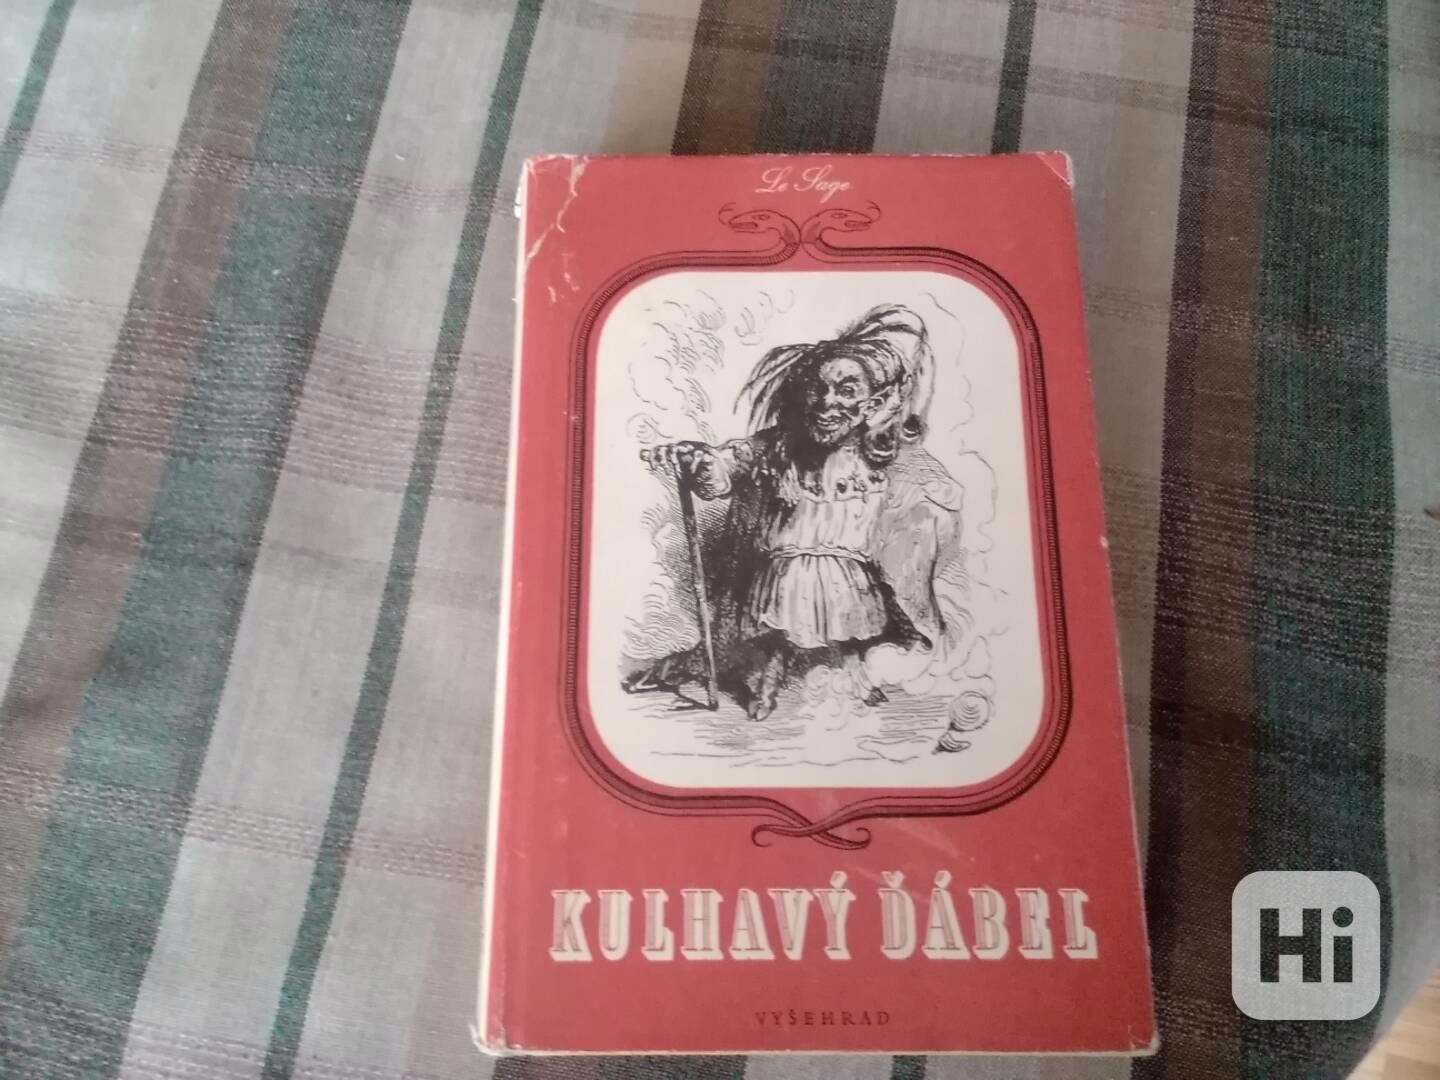 Le Sage
KULHAVÝ ĎÁBEL
VYŠEHRAD
Hi